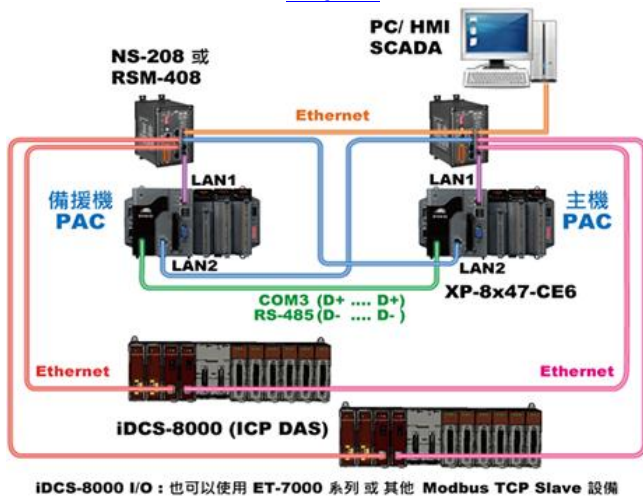 PC/ HMI
SCADA
NS-208 或
RSM-408
Ethernet
LAN1
LAN1
備援機
PAC
主機
PAC
LAN2
LAN2
XP-8x47-CE6
COM3 (D+ .... D+)
RS-485 (D- .... D- )
Ethernet
Ethernet
iDCS-8000 (ICP DAS)
iDCS-8000 I/O : 也可以使用 ET-7000 系列 或 其他 Modbus TCP Slave 設備